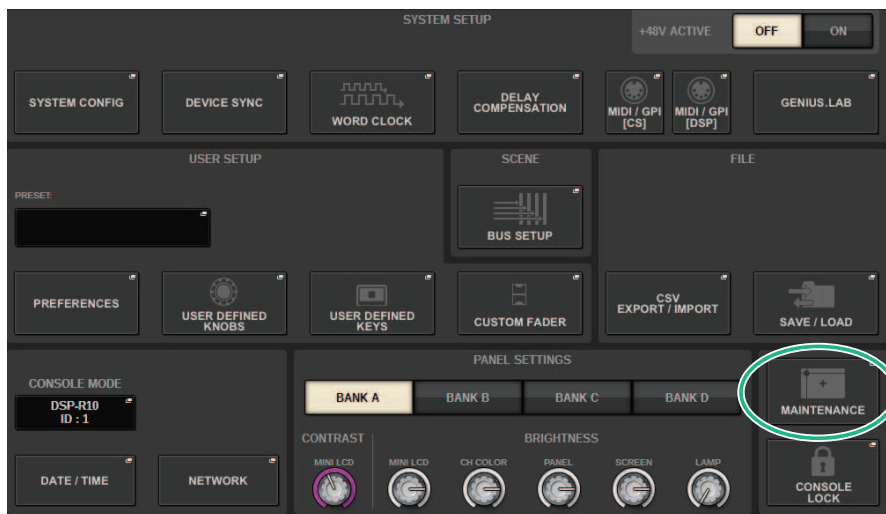 SYSTEM SETUP
+48V ACTIVE
OFF
ON
SYSTEM CONFIG
DEVICE SYNC
WORD CLOCK
DELAY
COMPENSATION
MIDI / GPI
[CS]
MIDI / GPI
[DSP]
GENIUS.LAB
USER SETUP
SCENE
FILE
PRESET:
BUS SETUP
PREFERENCES
USER DEFINED
KNOBS
USER DEFINED
KEYS
CUSTOM FADER
CSV
EXPORT / IMPORT
SAVE / LOAD
CONSOLE MODE
DSP-R10
ID : 1
DATE / TIME
NETWORK
PANEL SETTINGS
BANK A
BANK B
BANK C
BANK D
CONTRAST
BRIGHTNESS
MINI LCD
MINI LCD
CH COLOR
PANEL
SCREEN
LAMP
MAINTENANCE
CONSOLE
LOCK